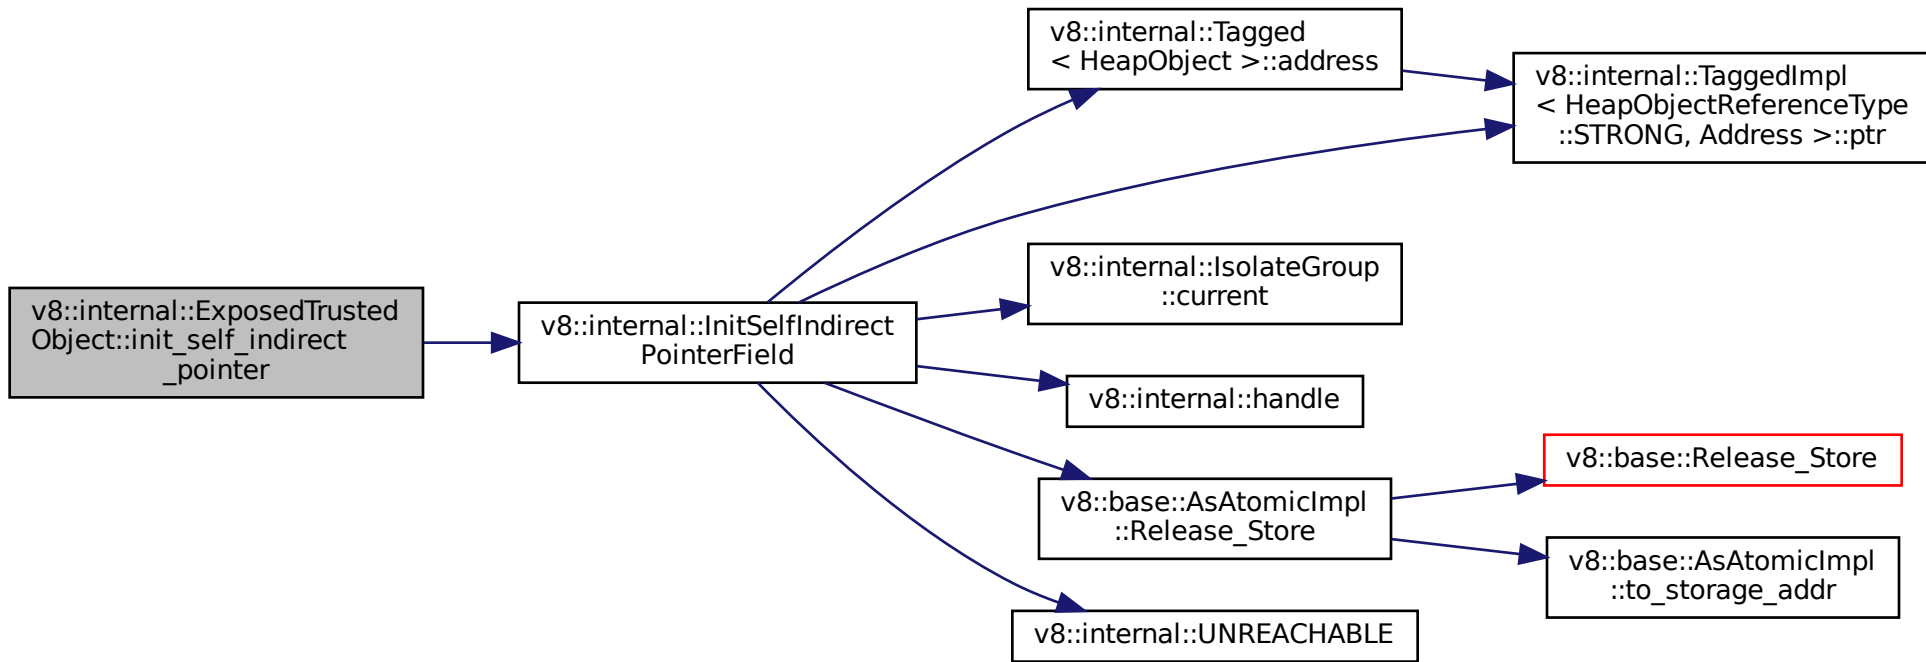 v8::internal::ExposedTrusted
Object::init_self_indirect
_pointer
v8::internal::InitSelfIndirect
PointerField
v8::internal::Tagged
< HeapObject >::address
v8::internal::TaggedImpl
< HeapObjectReferenceType
::STRONG, Address >::ptr
v8::internal::IsolateGroup
::current
v8::internal::handle
v8::base::AsAtomicImpl
::Release_Store
v8::base::Release_Store
v8::base::AsAtomicImpl
::to_storage_addr
v8::internal::UNREACHABLE